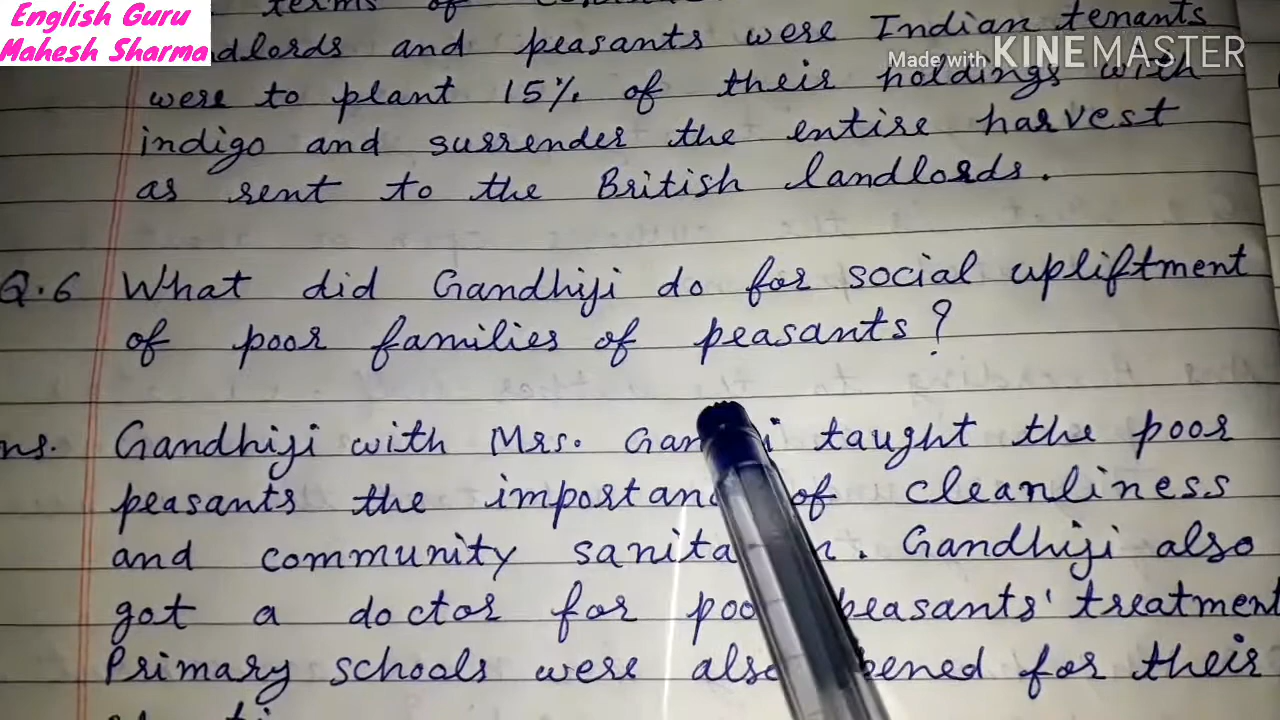 English Guru
Mahesh Sharma
Made with KINEMASTER
terms of
dlords and peasants were Indian tenants
were to plant 15% of their holdings with
indigo and surrender the entire harvest
as rent to the British landlords.
Q.6 What did Gandhiji do for social upliftment
of poor families of peasants?
ns. Gandhiji with Mrs. Gan i taught the poor
peasants the importan of cleanliness
and community sanita n. Gandhiji also
got a doctor for poo peasants' treatment
Primary schools were also pened for their